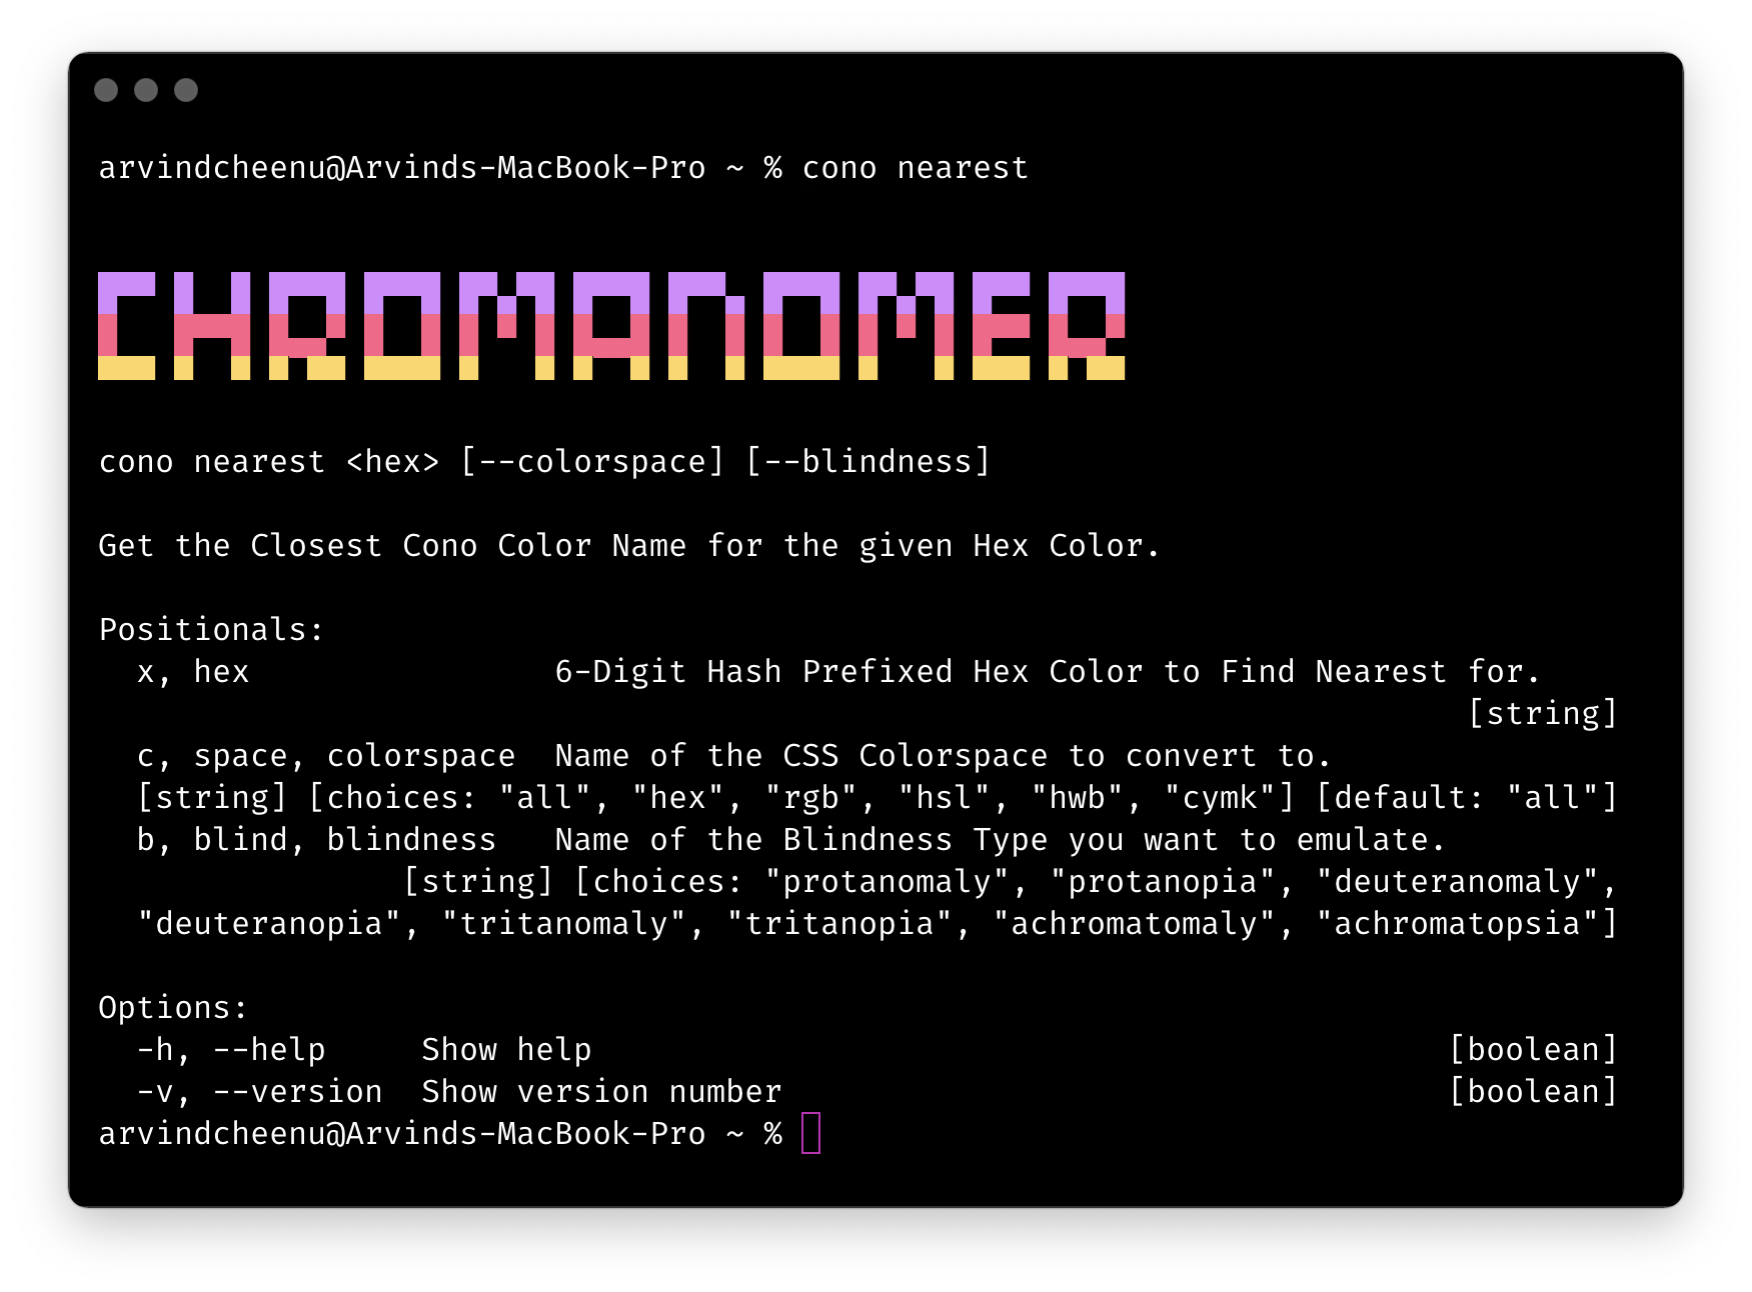 arvindcheenu@Arvinds-MacBook-Pro ~ % cono nearest
CHROMANOMER
cono nearest <hex> [--colorspace] [--blindness]
Get the Closest Cono Color Name for the given Hex Color.
Positionals:
x, hex 6-Digit Hash Prefixed Hex Color to Find Nearest for.
[string]
c, space, colorspace Name of the CSS Colorspace to convert to.
[string] [choices: "all", "hex", "rgb", "hsl", "hwb", "cymk"] [default: "all"]
b, blind, blindness Name of the Blindness Type you want to emulate.
[string] [choices: "protanomaly", "protanopia", "deuteranomaly",
"deuteranopia", "tritanomaly", "tritanopia", "achromatomaly", "achromatopsia"]
Options:
-h, --help Show help [boolean]
-v, --version Show version number [boolean]
arvindcheenu@Arvinds-MacBook-Pro ~ %